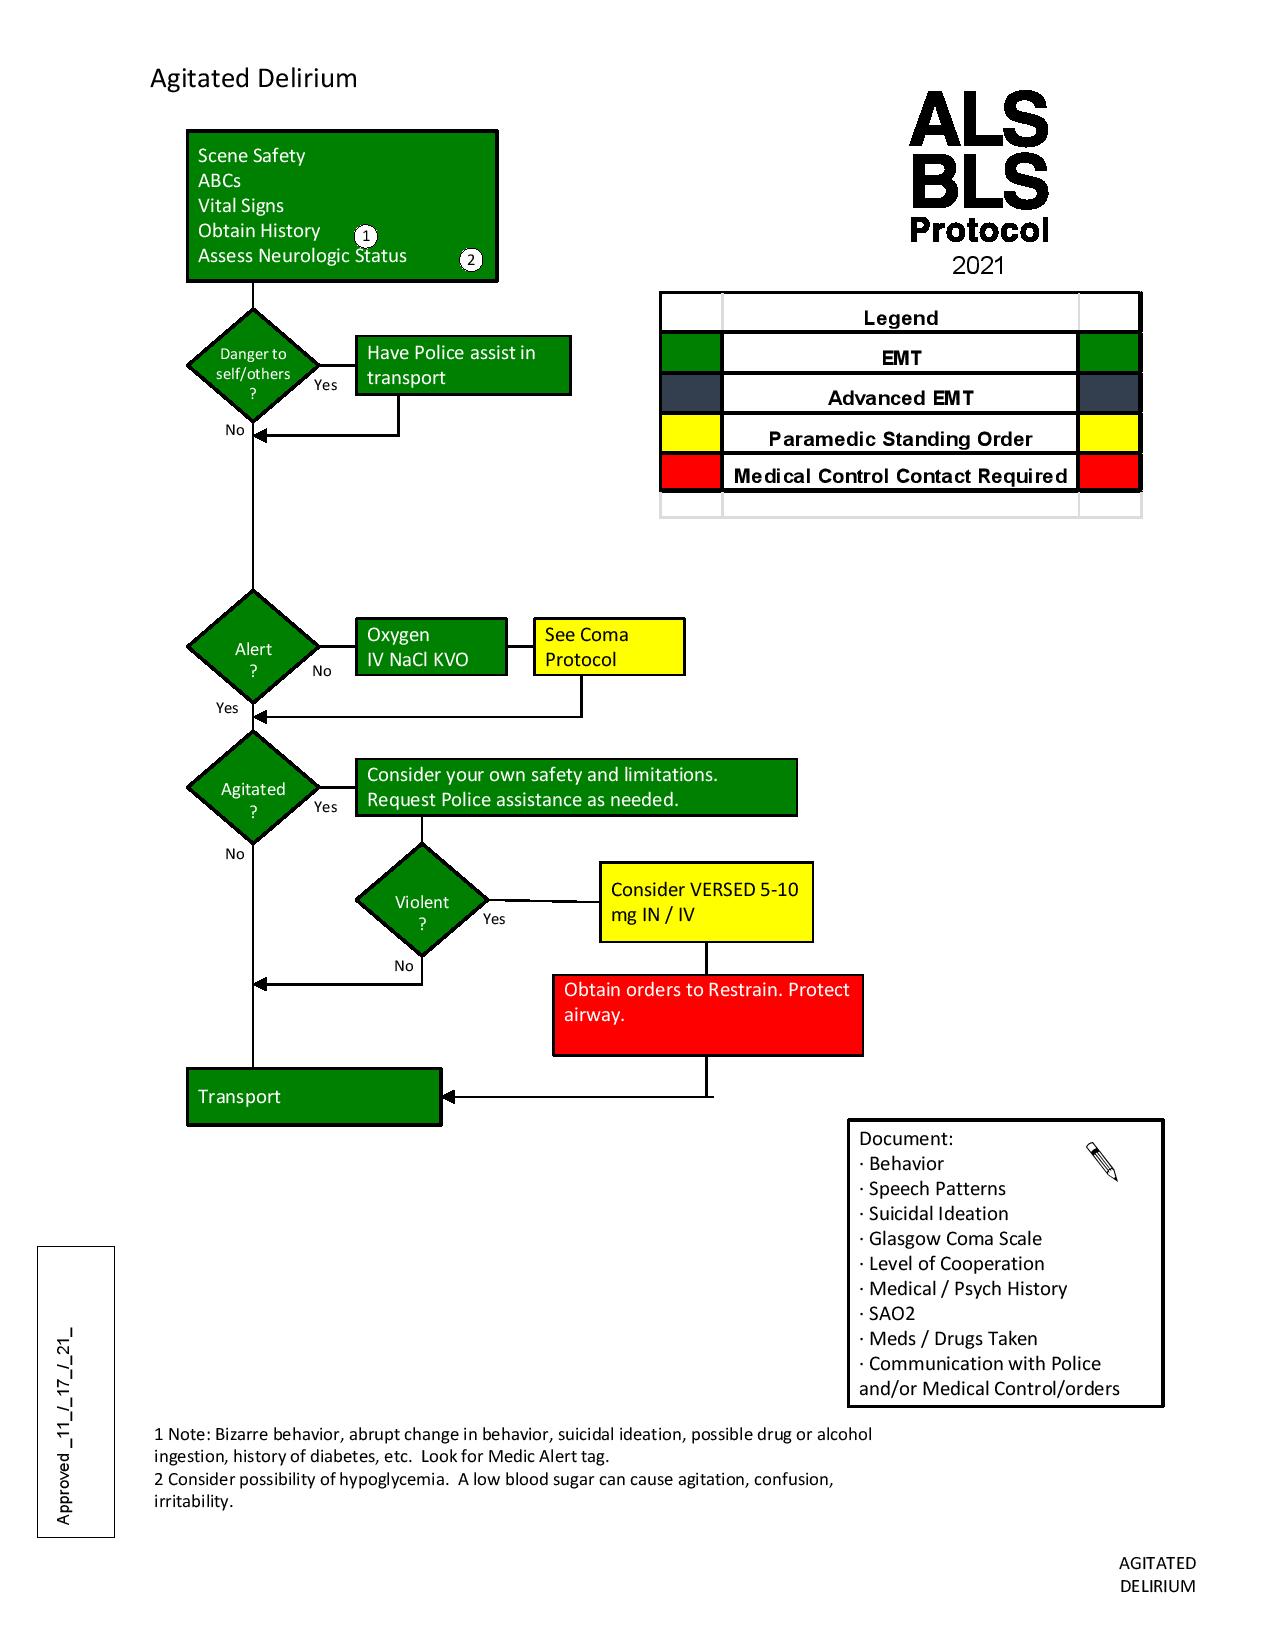 Agitated Delirium
ALS
BLS
Protocol
2021
Scene Safety
ABCs
Vital Signs
Obtain History 1
Assess Neurologic Status 2
Legend
EMT
Advanced EMT
Paramedic Standing Order
Medical Control Contact Required
Danger to
self/others
?
Yes
No
Have Police assist in
transport
Alert
?
No
Yes
Oxygen
IV NaCl KVO
See Coma
Protocol
Agitated
?
Yes
No
Consider your own safety and limitations.
Request Police assistance as needed.
Violent
?
Yes
No
Consider VERSED 5-10
mg IN / IV
Obtain orders to Restrain. Protect
airway.
Transport
Document:
· Behavior
· Speech Patterns
· Suicidal Ideation
· Glasgow Coma Scale
· Level of Cooperation
· Medical / Psych History
· SAO2
· Meds / Drugs Taken
· Communication with Police
and/or Medical Control/orders
Approved _11_/_17_/_21_
1 Note: Bizarre behavior, abrupt change in behavior, suicidal ideation, possible drug or alcohol
ingestion, history of diabetes, etc.  Look for Medic Alert tag.
2 Consider possibility of hypoglycemia.  A low blood sugar can cause agitation, confusion,
irritability.
AGITATED
DELIRIUM